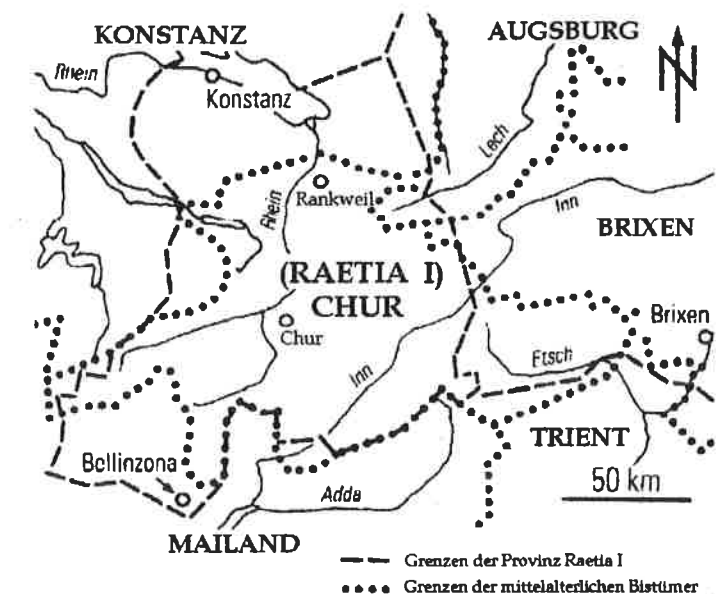 KONSTANZ
AUGSBURG
N
Rhein
Konstanz
Lech
Rhein
Rankweil
Inn
BRIXEN
(RAETIA I)
CHUR
Chur
Brixen
Inn
Etsch
TRIENT
Bellinzona
50 km
Adda
MAILAND
Grenzen der Provinz Raetia I
Grenzen der mittelalterlichen Bistümer